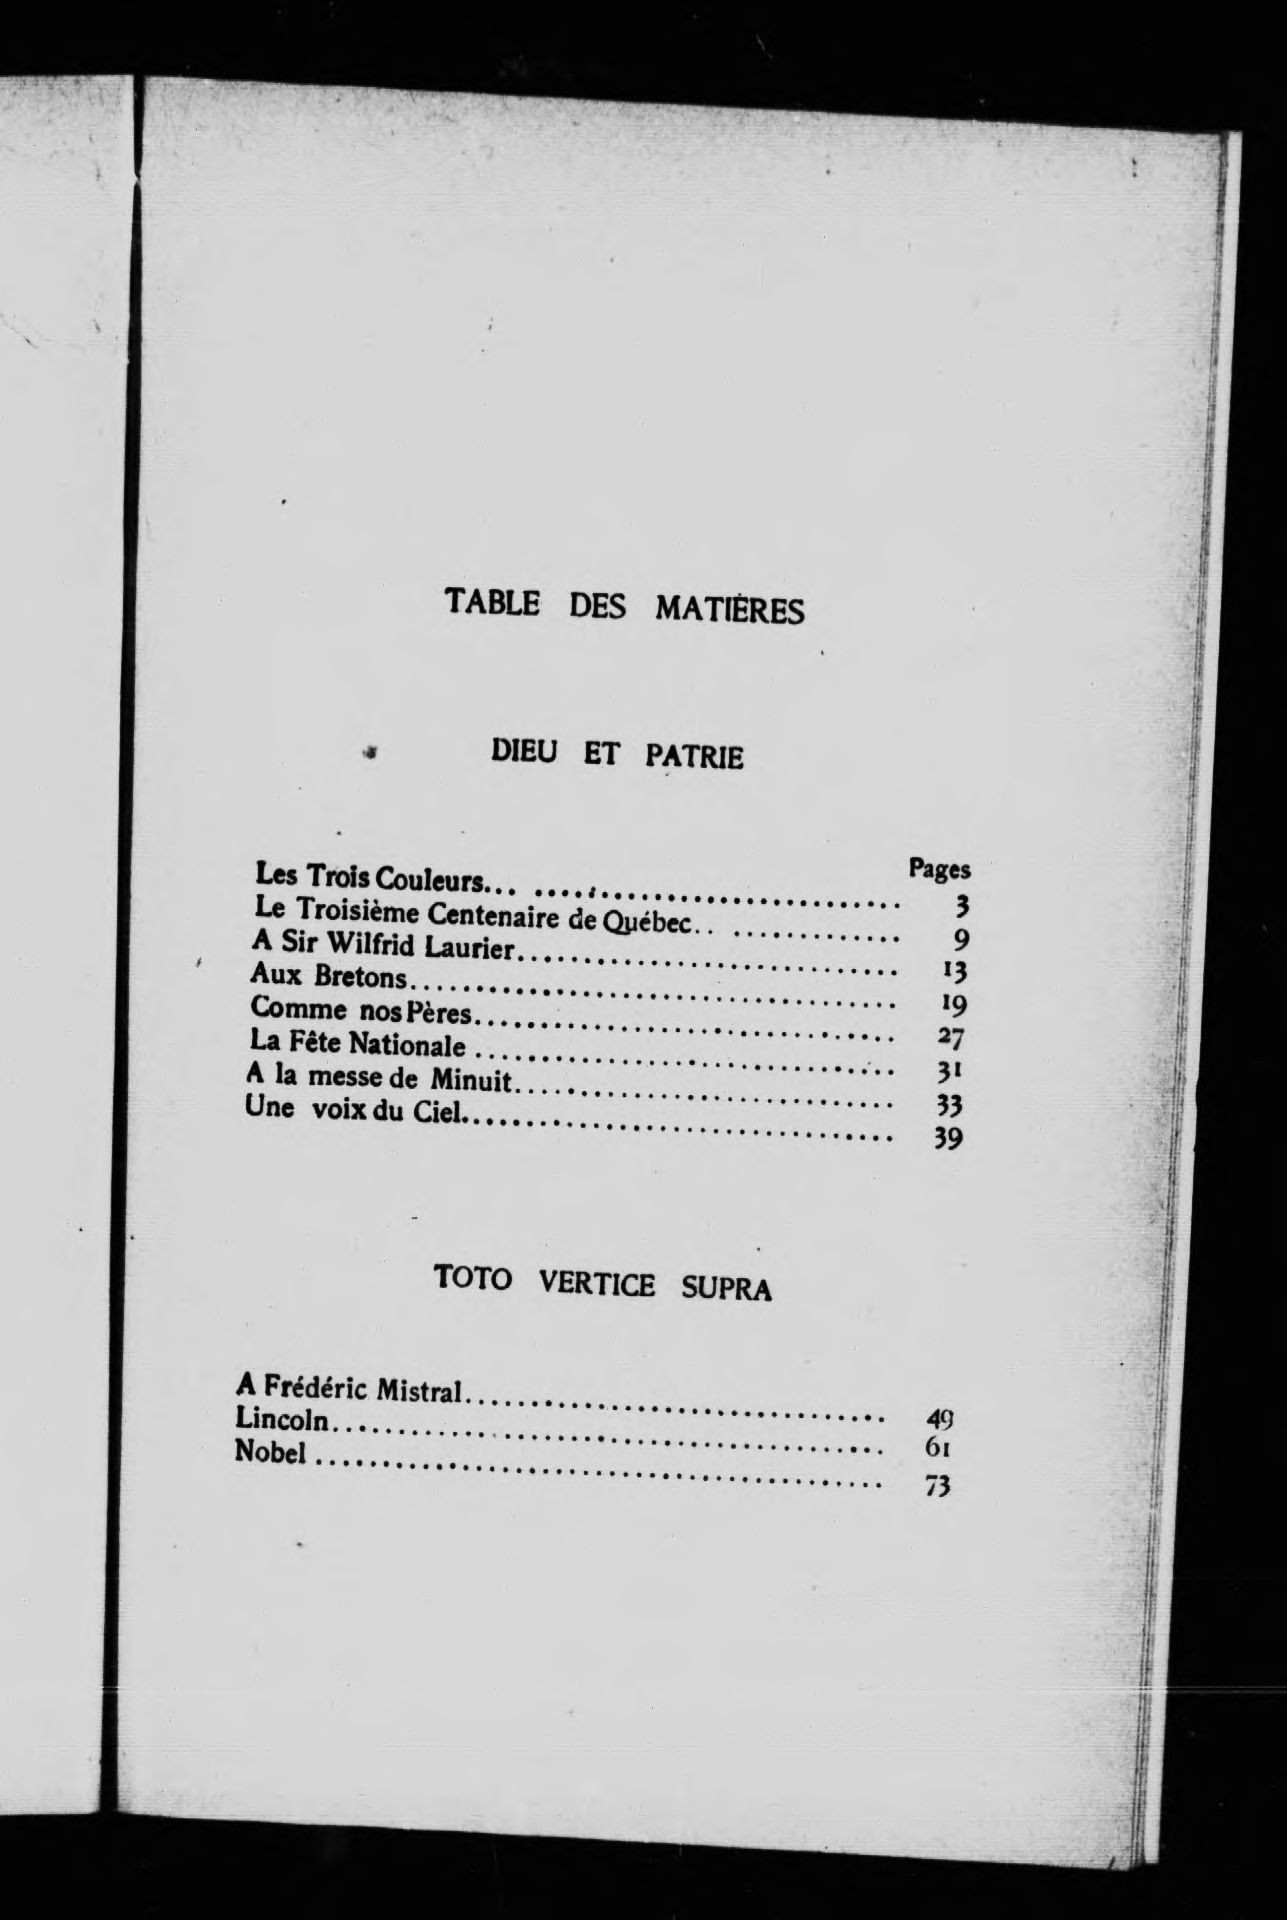 TABLE DES MATIÈRES
DIEU ET PATRIE
Pages
Les Trois Couleurs... ............................ 3
Le Troisième Centenaire de Québec.. ............. 9
A Sir Wilfrid Laurier............................. 13
Aux Bretons..................................... 19
Comme nos Pères................................ 27
La Fête Nationale ................................ 31
A la messe de Minuit............................. 33
Une voix du Ciel................................. 39
TOTO VERTICE SUPRA
A Frédéric Mistral................................ 49
Lincoln.......................................... 61
Nobel ........................................... 73